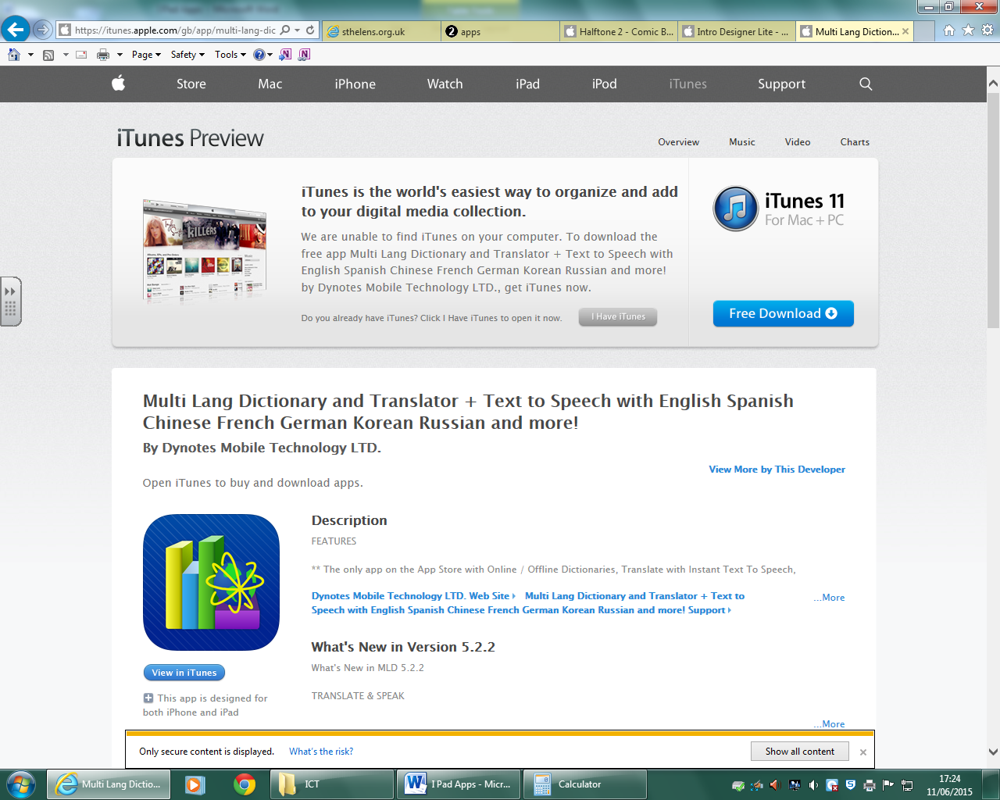 https://itunes.apple.com/gb/app/multi-lang-dic
sthelens.org.uk
apps
Halftone 2 - Comic B...
Intro Designer Lite - ...
Multi Lang Diction...
Page
Safety
Tools
Store
Mac
iPhone
Watch
iPad
iPod
iTunes
Support
iTunes Preview
Overview
Music
Video
Charts
iTunes is the world's easiest way to organize and add
to your digital media collection.
We are unable to find iTunes on your computer. To download the
free app Multi Lang Dictionary and Translator + Text to Speech with
English Spanish Chinese French German Korean Russian and more!
by Dynotes Mobile Technology LTD., get iTunes now.
Do you already have iTunes? Click I Have iTunes to open it now.
I Have iTunes
KILLERS
iTunes 11
For Mac + PC
Free Download
Multi Lang Dictionary and Translator + Text to Speech with English Spanish
Chinese French German Korean Russian and more!
By Dynotes Mobile Technology LTD.
View More by This Developer
Open iTunes to buy and download apps.
Description
FEATURES
** The only app on the App Store with Online / Offline Dictionaries, Translate with Instant Text To Speech,
Dynotes Mobile Technology LTD. Web Site
Multi Lang Dictionary and Translator + Text to
Speech with English Spanish Chinese French German Korean Russian and more! Support
...More
What's New in Version 5.2.2
What's New in MLD 5.2.2
TRANSLATE & SPEAK
...More
View in iTunes
This app is designed for
both iPhone and iPad
Only secure content is displayed.
What's the risk?
Show all content
Multi Lang Dictio...
ICT
I Pad Apps - Micr...
Calculator
17:24
11/06/2015